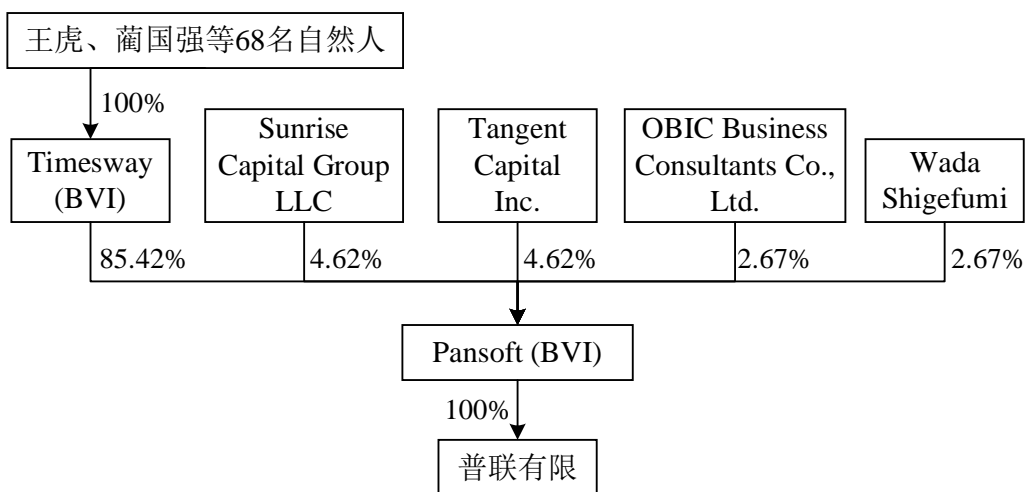 王虎、蔺国强等68名自然人
100%
Timesway
(BVI)
Sunrise
Capital Group
LLC
Tangent
Capital
Inc.
OBIC Business
Consultants Co.,
Ltd.
Wada
Shigefumi
85.42%
4.62%
4.62%
2.67%
2.67%
Pansoft (BVI)
100%
普联有限